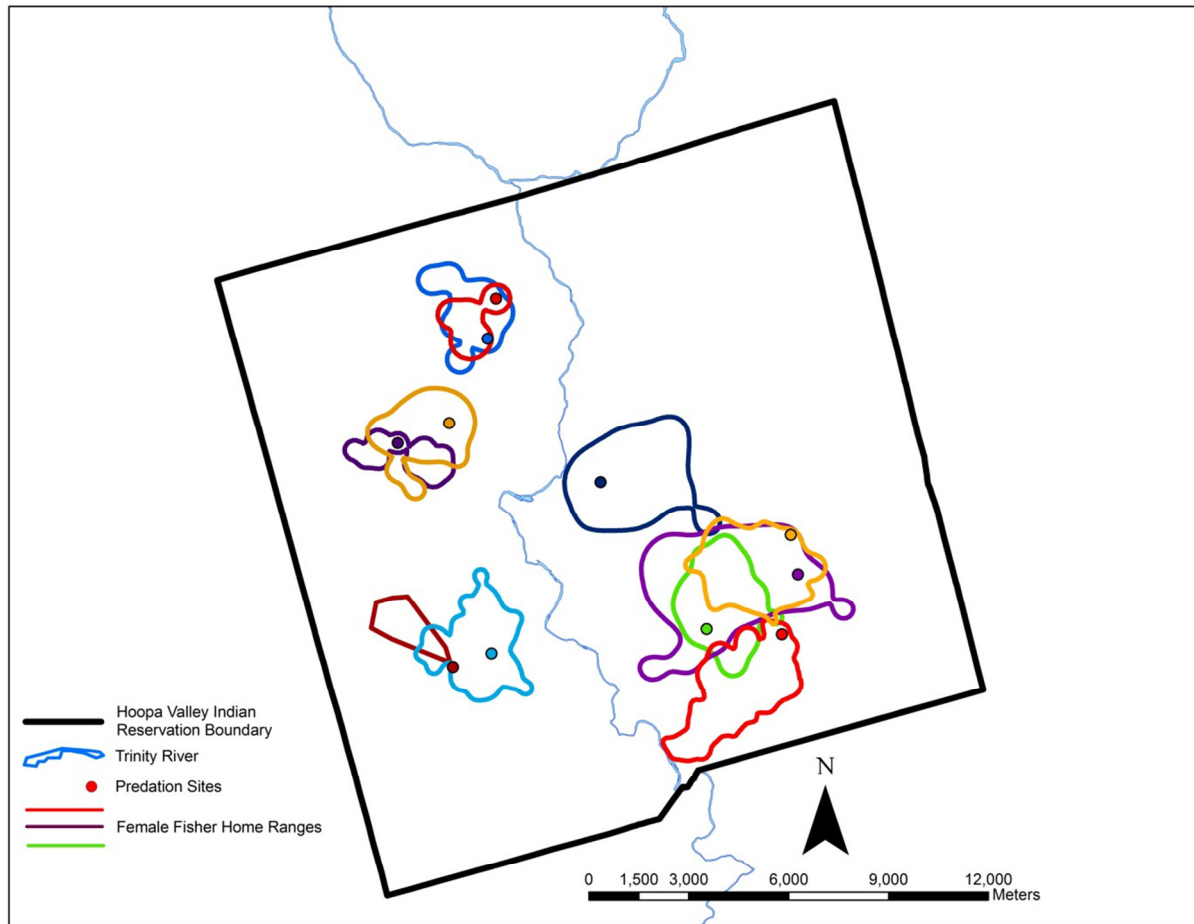 Hoopa Valley Indian
Reservation Boundary
Trinity River
Predation Sites
Female Fisher Home Ranges
N
0 1,500 3,000 6,000 9,000 12,000
Meters